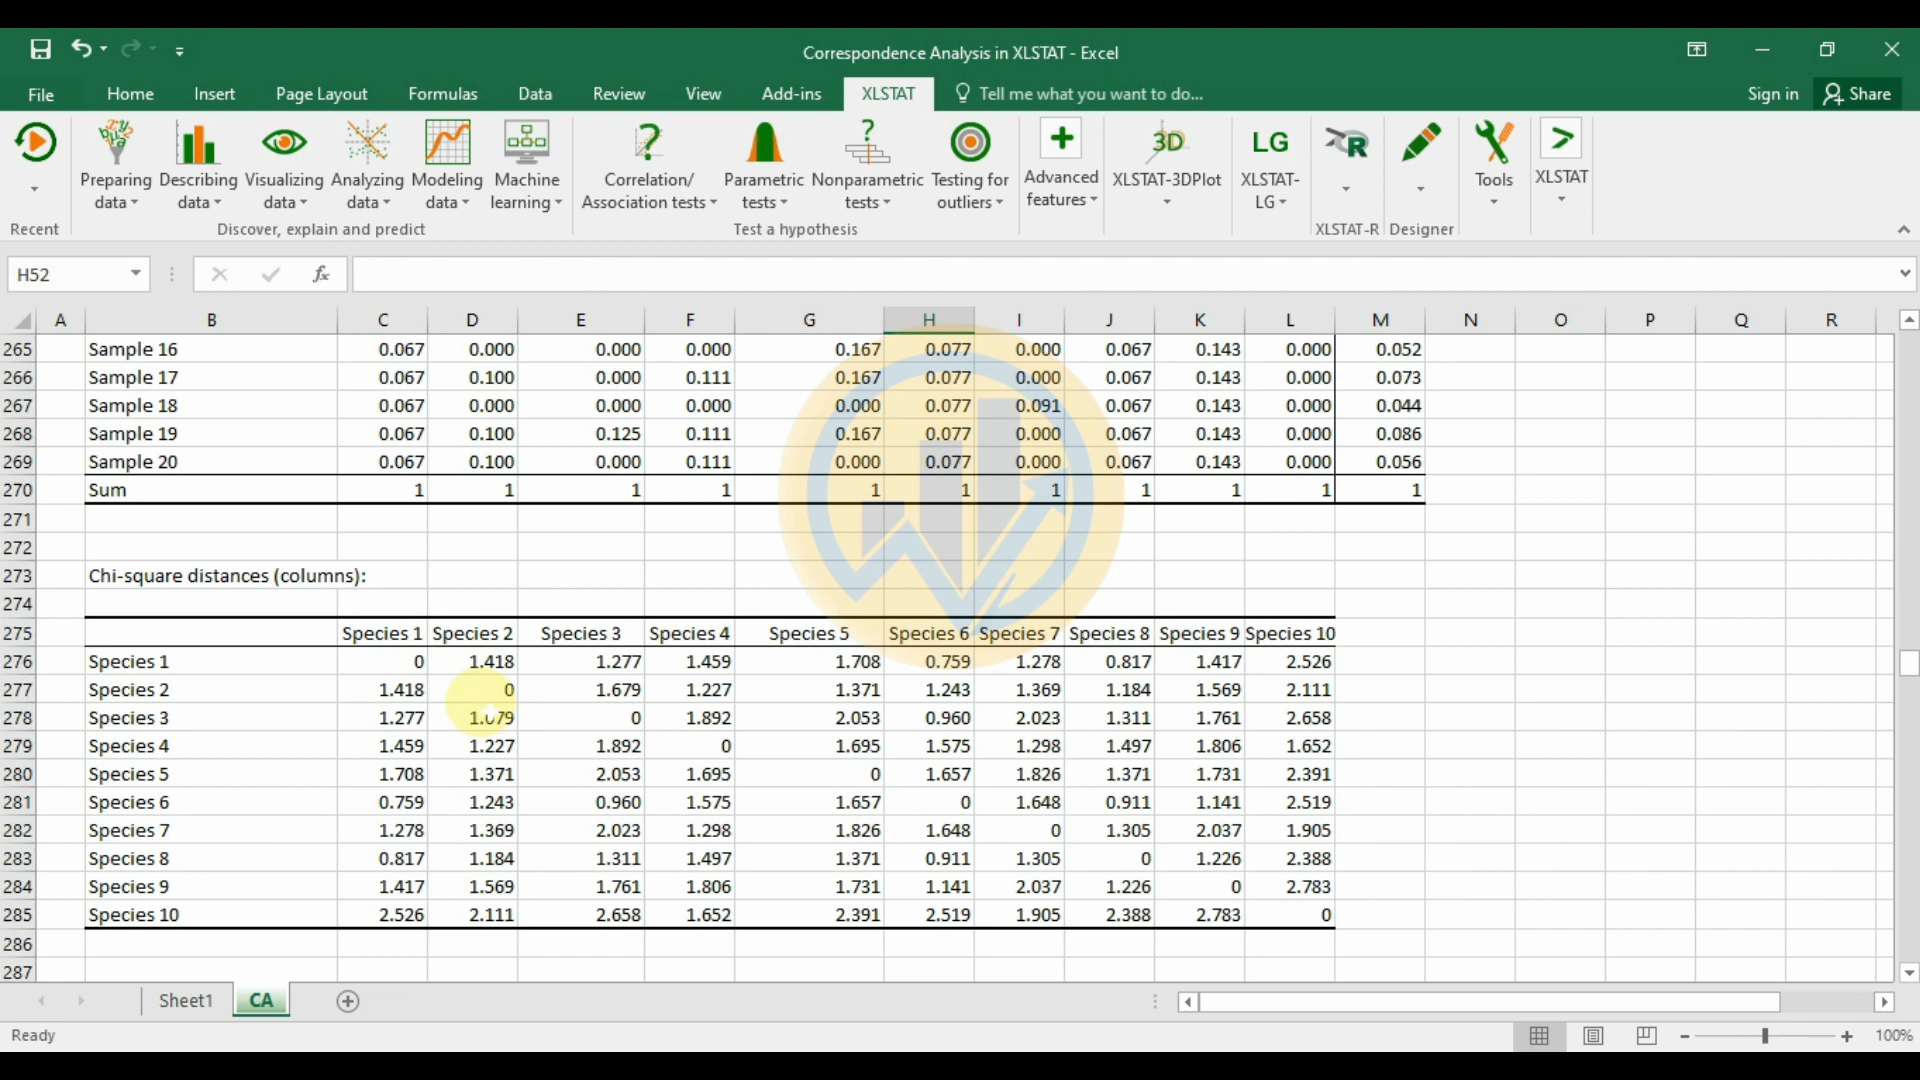 Correspondence Analysis in XLSTAT - Excel
File Home Insert Page Layout Formulas Data Review View Add-ins XLSTAT Tell me what you want to do... Sign in Share
Preparing data Describing data Visualizing data Analyzing data Modeling data Machine learning Correlation/ Association tests Parametric tests Nonparametric tests Testing for outliers Advanced features 3D XLSTAT-3DPlot LG XLSTAT-LG R Tools XLSTAT
Recent Discover, explain and predict Test a hypothesis XLSTAT-R Designer
H52 fx
A B C D E F G H I J K L M N O P Q R
265 Sample 16 0.067 0.000 0.000 0.000 0.167 0.077 0.000 0.067 0.143 0.000 0.052
266 Sample 17 0.067 0.100 0.000 0.111 0.167 0.077 0.000 0.067 0.143 0.000 0.073
267 Sample 18 0.067 0.000 0.000 0.000 0.000 0.077 0.091 0.067 0.143 0.000 0.044
268 Sample 19 0.067 0.100 0.125 0.111 0.167 0.077 0.000 0.067 0.143 0.000 0.086
269 Sample 20 0.067 0.100 0.000 0.111 0.000 0.077 0.000 0.067 0.143 0.000 0.056
270 Sum 1 1 1 1 1 1 1 1 1 1 1
271
272
273 Chi-square distances (columns):
274
275 Species 1 Species 2 Species 3 Species 4 Species 5 Species 6 Species 7 Species 8 Species 9 Species 10
276 Species 1 0 1.418 1.277 1.459 1.708 0.759 1.278 0.817 1.417 2.526
277 Species 2 1.418 0 1.679 1.227 1.371 1.243 1.369 1.184 1.569 2.111
278 Species 3 1.277 1.679 0 1.892 2.053 0.960 2.023 1.311 1.761 2.658
279 Species 4 1.459 1.227 1.892 0 1.695 1.575 1.298 1.497 1.806 1.652
280 Species 5 1.708 1.371 2.053 1.695 0 1.657 1.826 1.371 1.731 2.391
281 Species 6 0.759 1.243 0.960 1.575 1.657 0 1.648 0.911 1.141 2.519
282 Species 7 1.278 1.369 2.023 1.298 1.826 1.648 0 1.305 2.037 1.905
283 Species 8 0.817 1.184 1.311 1.497 1.371 0.911 1.305 0 1.226 2.388
284 Species 9 1.417 1.569 1.761 1.806 1.731 1.141 2.037 1.226 0 2.783
285 Species 10 2.526 2.111 2.658 1.652 2.391 2.519 1.905 2.388 2.783 0
286
287
Sheet1 CA
Ready 100%